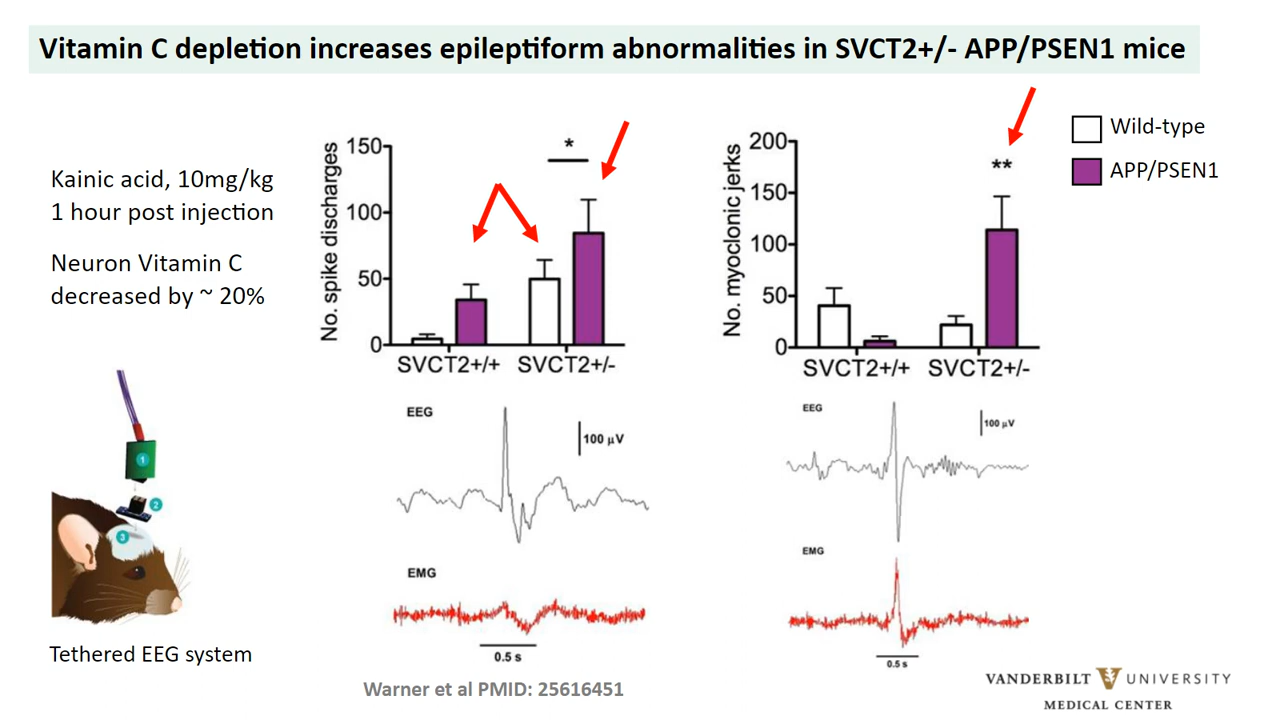 Vitamin C depletion increases epileptiform abnormalities in SVCT2+/- APP/PSEN1 mice
Kainic acid, 10mg/kg
1 hour post injection
Neuron Vitamin C
decreased by ~ 20%
No. spike discharges
150
100
50
0
*
SVCT2+/+
SVCT2+/-
No. myoclonic jerks
200
150
100
50
0
**
SVCT2+/+
SVCT2+/-
Wild-type
APP/PSEN1
EEG
100 µV
EMG
0.5 s
EEG
100 µV
EMG
0.5 s
1
2
3
Tethered EEG system
Warner et al PMID: 25616451
VANDERBILT UNIVERSITY
MEDICAL CENTER